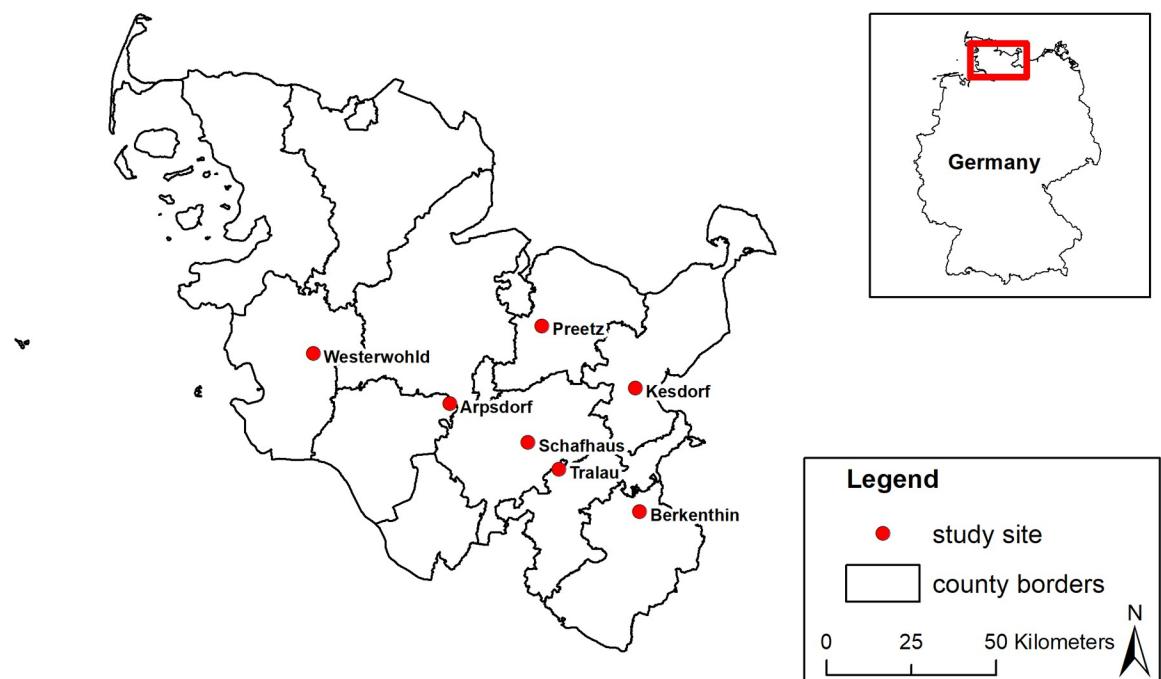 Germany
Preetz
Westerwohld
Kesdorf
Arpsdorf
Schafhaus
Tralau
Berkenthin
Legend
study site
county borders
N
0 25 50 Kilometers